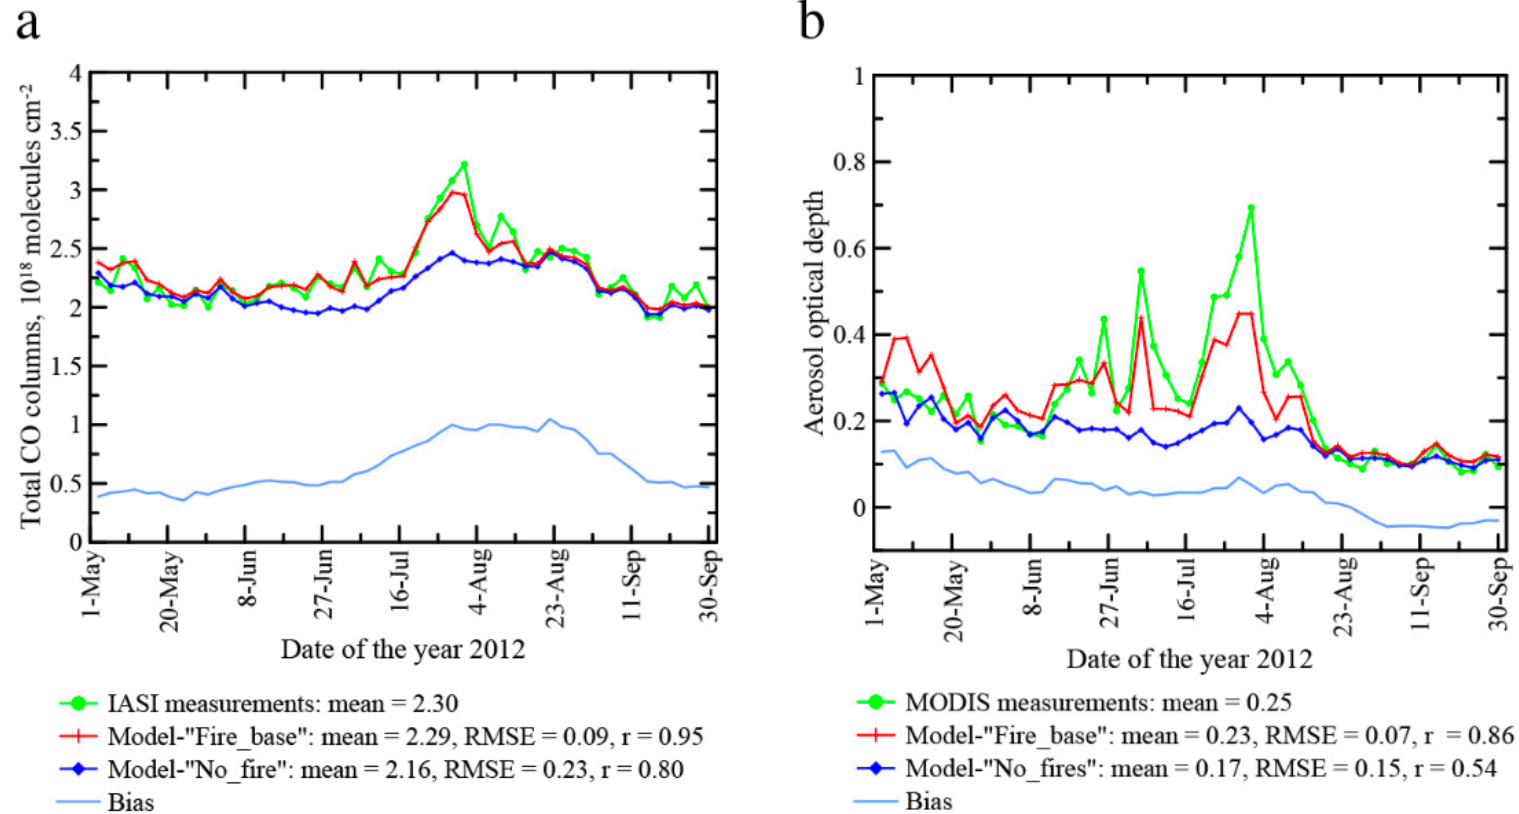 a
Total CO columns, 10¹⁸ molecules cm⁻²
4
3.5
3
2.5
2
1.5
1
0.5
0
1-May
20-May
8-Jun
27-Jun
16-Jul
4-Aug
23-Aug
11-Sep
30-Sep
Date of the year 2012
IASI measurements: mean = 2.30
Model-"Fire_base": mean = 2.29, RMSE = 0.09, r = 0.95
Model-"No_fire": mean = 2.16, RMSE = 0.23, r = 0.80
Bias
b
Aerosol optical depth
1
0.8
0.6
0.4
0.2
0
1-May
20-May
8-Jun
27-Jun
16-Jul
4-Aug
23-Aug
11-Sep
30-Sep
Date of the year 2012
MODIS measurements: mean = 0.25
Model-"Fire_base": mean = 0.23, RMSE = 0.07, r = 0.86
Model-"No_fires": mean = 0.17, RMSE = 0.15, r = 0.54
Bias